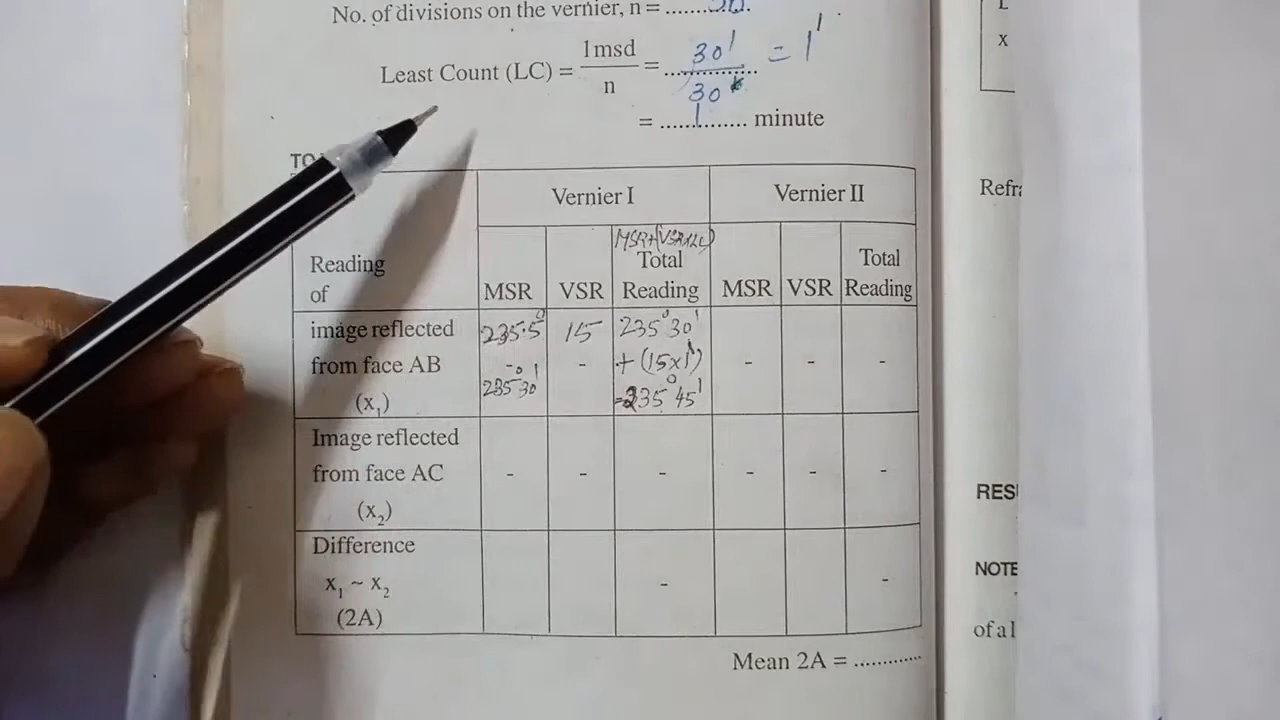 No. of divisions on the vernier, n = ........30.
Least Count (LC) = 1msd / n = 30' / 30 = 1'
= ......1....... minute
TO
Vernier I Vernier II
MSR+(VSR×LC)
Reading of MSR VSR Total Reading MSR VSR Total Reading
image reflected from face AB (x₁) 235.5° 15 235°30' - - -
235°30' - + (15×1')
=235°45'
Image reflected from face AC (x₂) - - - - - -
Difference x₁ ~ x₂ (2A) - -
Mean 2A = ............
x
Refra
RES
NOTE
of a l